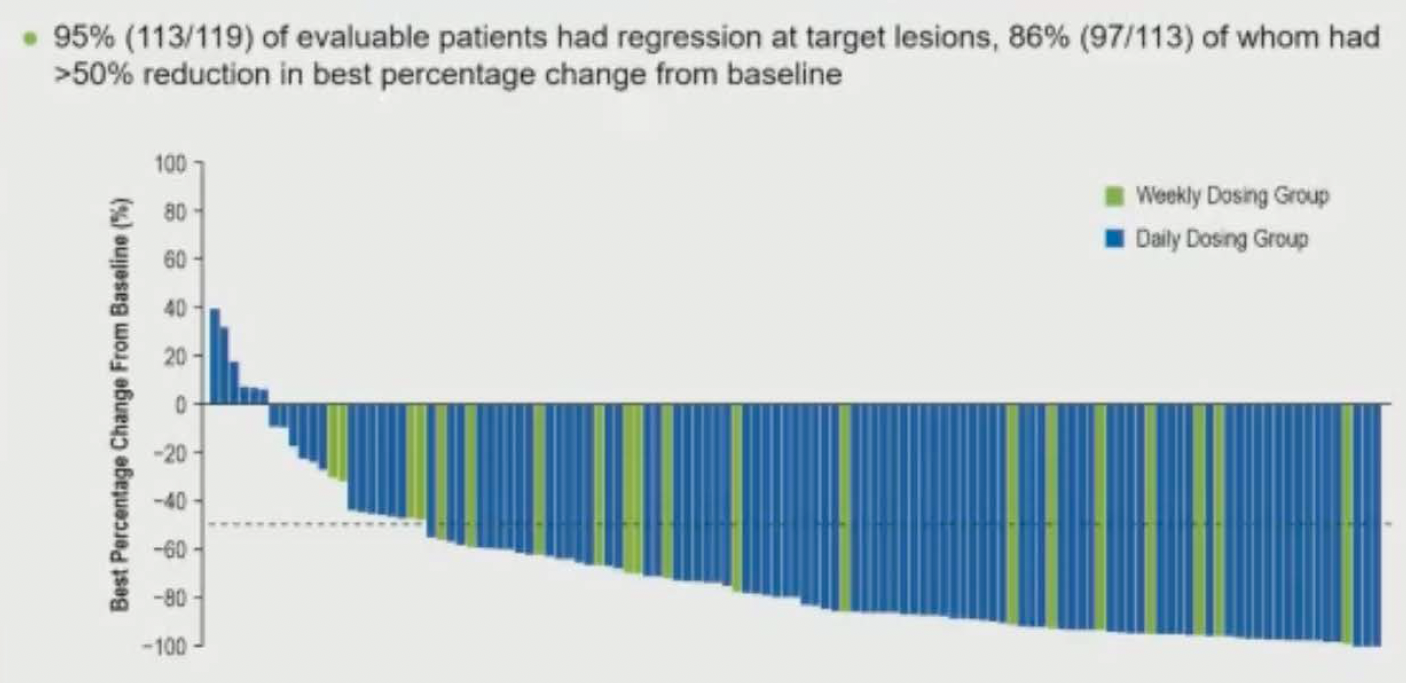 • 95% (113/119) of evaluable patients had regression at target lesions, 86% (97/113) of whom had
>50% reduction in best percentage change from baseline
Best Percentage Change From Baseline (%)
100
80
60
40
20
0
−20
−40
−60
−80
−100
Weekly Dosing Group
Daily Dosing Group